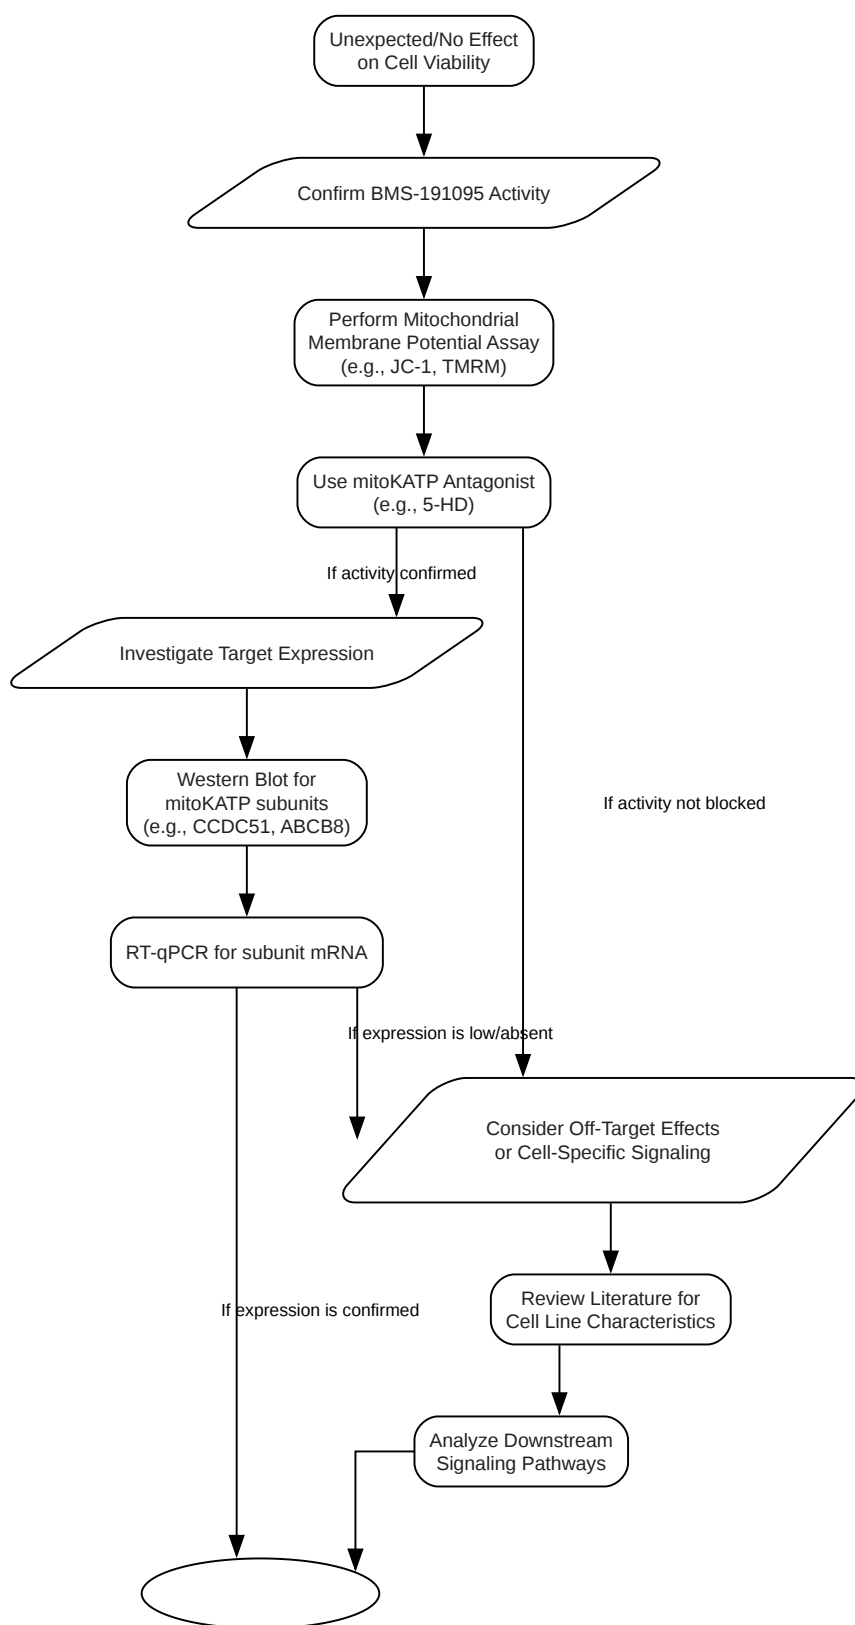 Unexpected/No Effect
on Cell Viability
Confirm BMS-191095 Activity
Perform Mitochondrial
Membrane Potential Assay
(e.g., JC-1, TMRM)
Use mitoKATP Antagonist
(e.g., 5-HD)
If activity confirmed
Investigate Target Expression
Western Blot for
mitoKATP subunits
(e.g., CCDC51, ABCB8)
If activity not blocked
RT-qPCR for subunit mRNA
If expression is low/absent
Consider Off-Target Effects
or Cell-Specific Signaling
Review Literature for
Cell Line Characteristics
If expression is confirmed
Analyze Downstream
Signaling Pathways